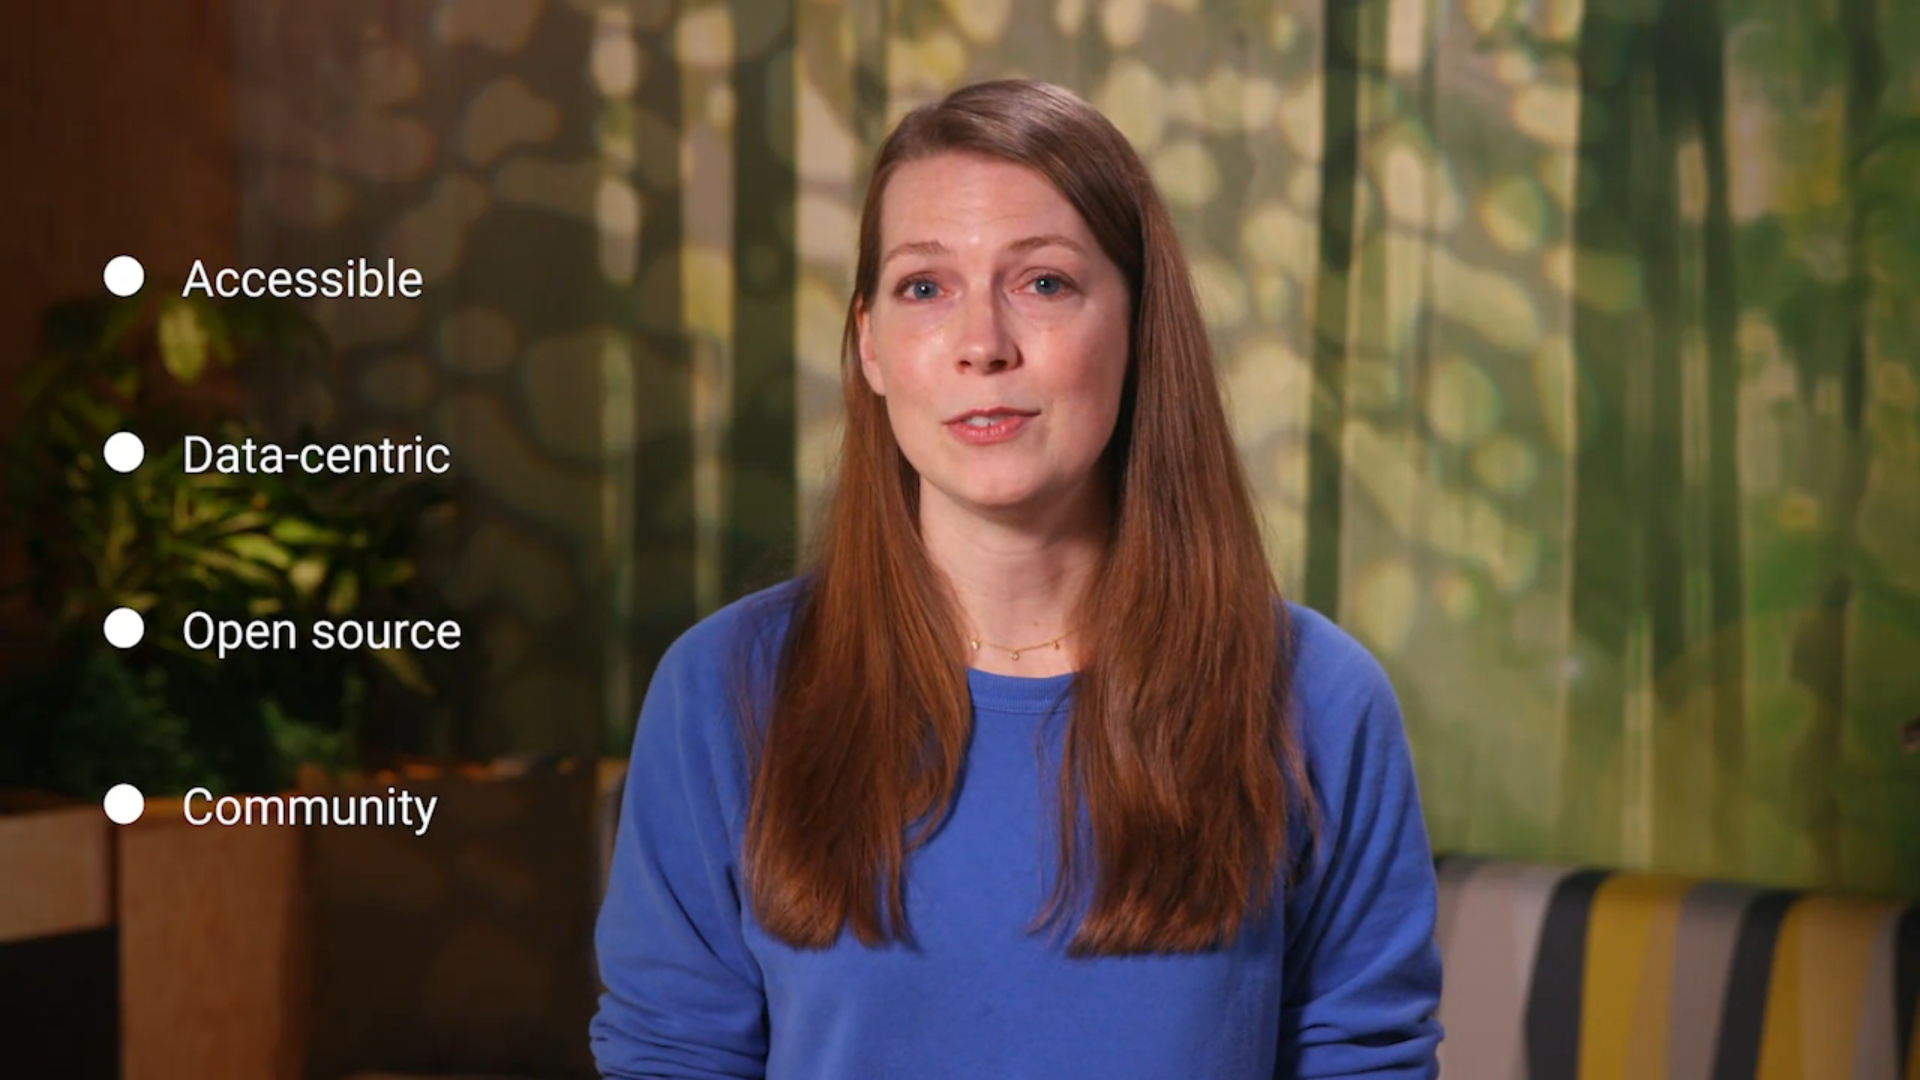 Accessible
Data-centric
Open source
Community